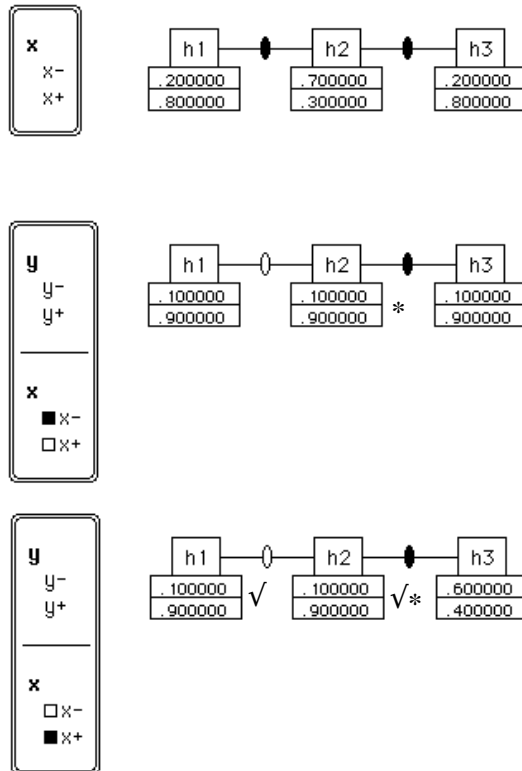 x
x-
x+
h1 h2 h3
.200000 .700000 .200000
.800000 .300000 .800000
y
y-
y+
x
■x-
□x+
h1 h2 h3
.100000 .100000 .100000
.900000 .900000 * .900000
y
y-
y+
x
□x-
■x+
h1 h2 h3
.100000 √ .100000 √* .600000
.900000 .900000 .400000